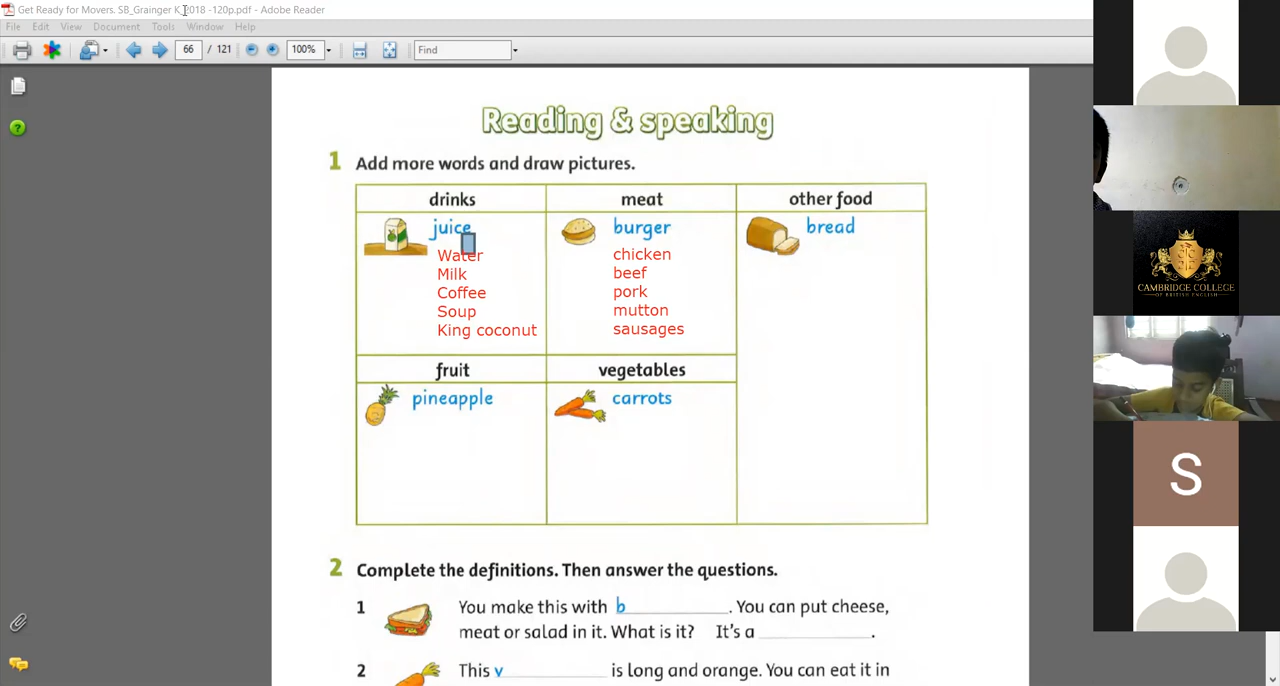 Get Ready for Movers. SB_Grainger K_2018 -120p.pdf - Adobe Reader
File Edit View Document Tools Window Help
66 / 121 100% Find
Reading & speaking
1 Add more words and draw pictures.
drinks meat other food
juice burger bread
Water chicken
Milk beef
Coffee pork
Soup mutton
King coconut sausages
fruit vegetables
pineapple carrots
2 Complete the definitions. Then answer the questions.
1 You make this with b____________. You can put cheese,
meat or salad in it. What is it? It's a ____________.
2 This v____________ is long and orange. You can eat it in
CAMBRIDGE COLLEGE
OF BRITISH ENGLISH
S